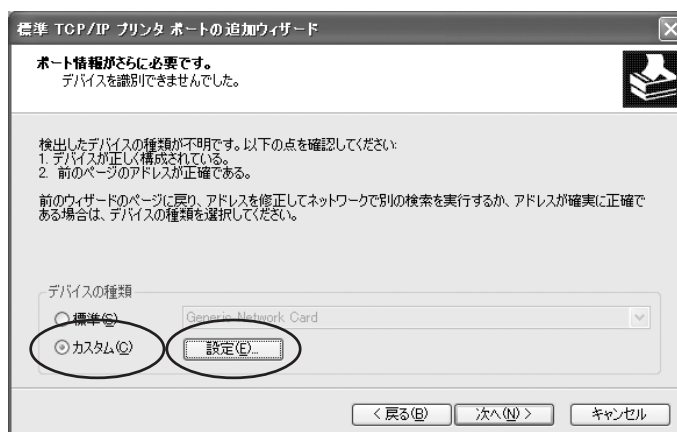 標準 TCP/IP プリンタ ポートの追加ウィザード
ポート情報がさらに必要です。
デバイスを識別できませんでした。
検出したデバイスの種類が不明です。以下の点を確認してください:
1. デバイスが正しく構成されている。
2. 前のページのアドレスが正確である。
前のウィザードのページに戻り、アドレスを修正してネットワークで別の検索を実行するか、アドレスが確実に正確で
ある場合は、デバイスの種類を選択してください。
デバイスの種類
標準(S) Generic Network Card
カスタム(C) 設定(E)...
< 戻る(B) 次へ(N) > キャンセル